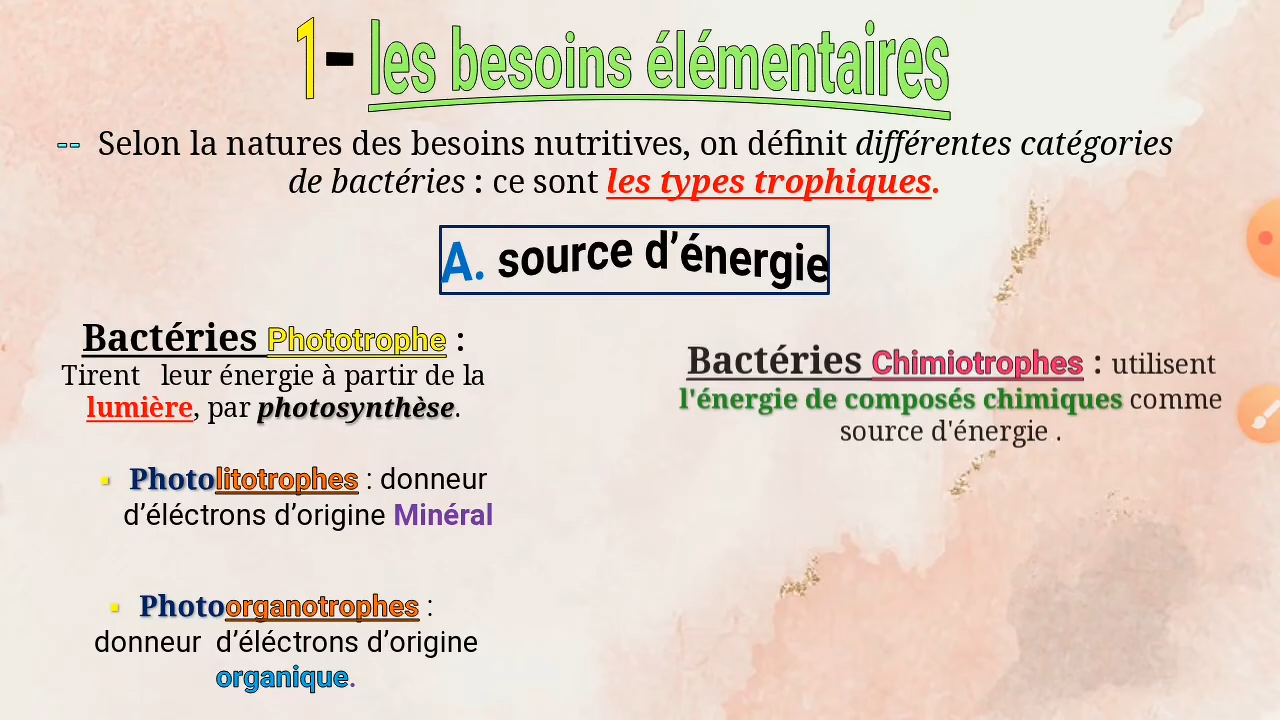 1- les besoins élémentaires
-- Selon la natures des besoins nutritives, on définit différentes catégories
de bactéries : ce sont les types trophiques.
A. source d’énergie
Bactéries Phototrophe :
Tirent leur énergie à partir de la
lumière, par photosynthèse.
▪ Photolitotrophes : donneur
d’éléctrons d’origine Minéral
▪ Photoorganotrophes :
donneur d’éléctrons d’origine
organique.
Bactéries Chimiotrophes : utilisent
l'énergie de composés chimiques comme
source d'énergie .